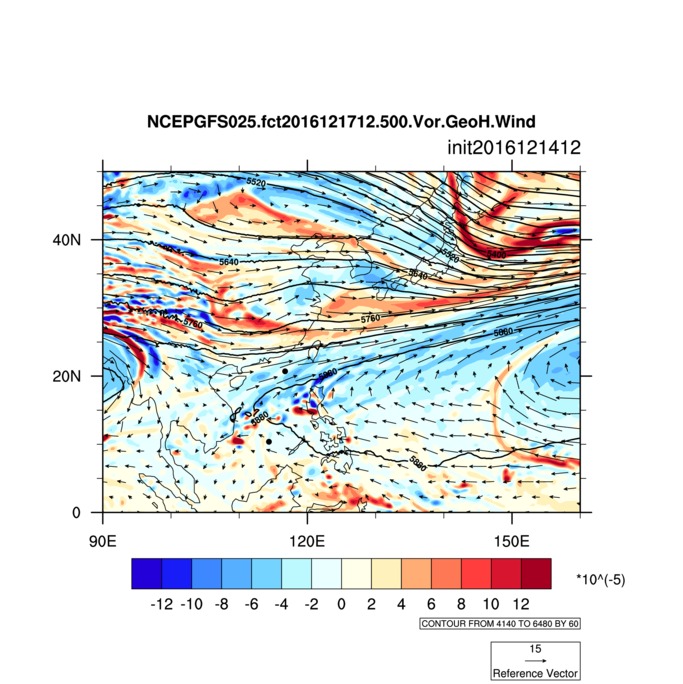 NCEPGFS025.fct2016121712.500.Vor.GeoH.Wind
init2016121412
5520
40N
5640
5520
5400
5640
5760
5760
5880
20N
5880
5880
5880
0
90E 120E 150E
-12 -10 -8 -6 -4 -2 0 2 4 6 8 10 12
*10^(-5)
CONTOUR FROM 4140 TO 6480 BY 60
15
Reference Vector